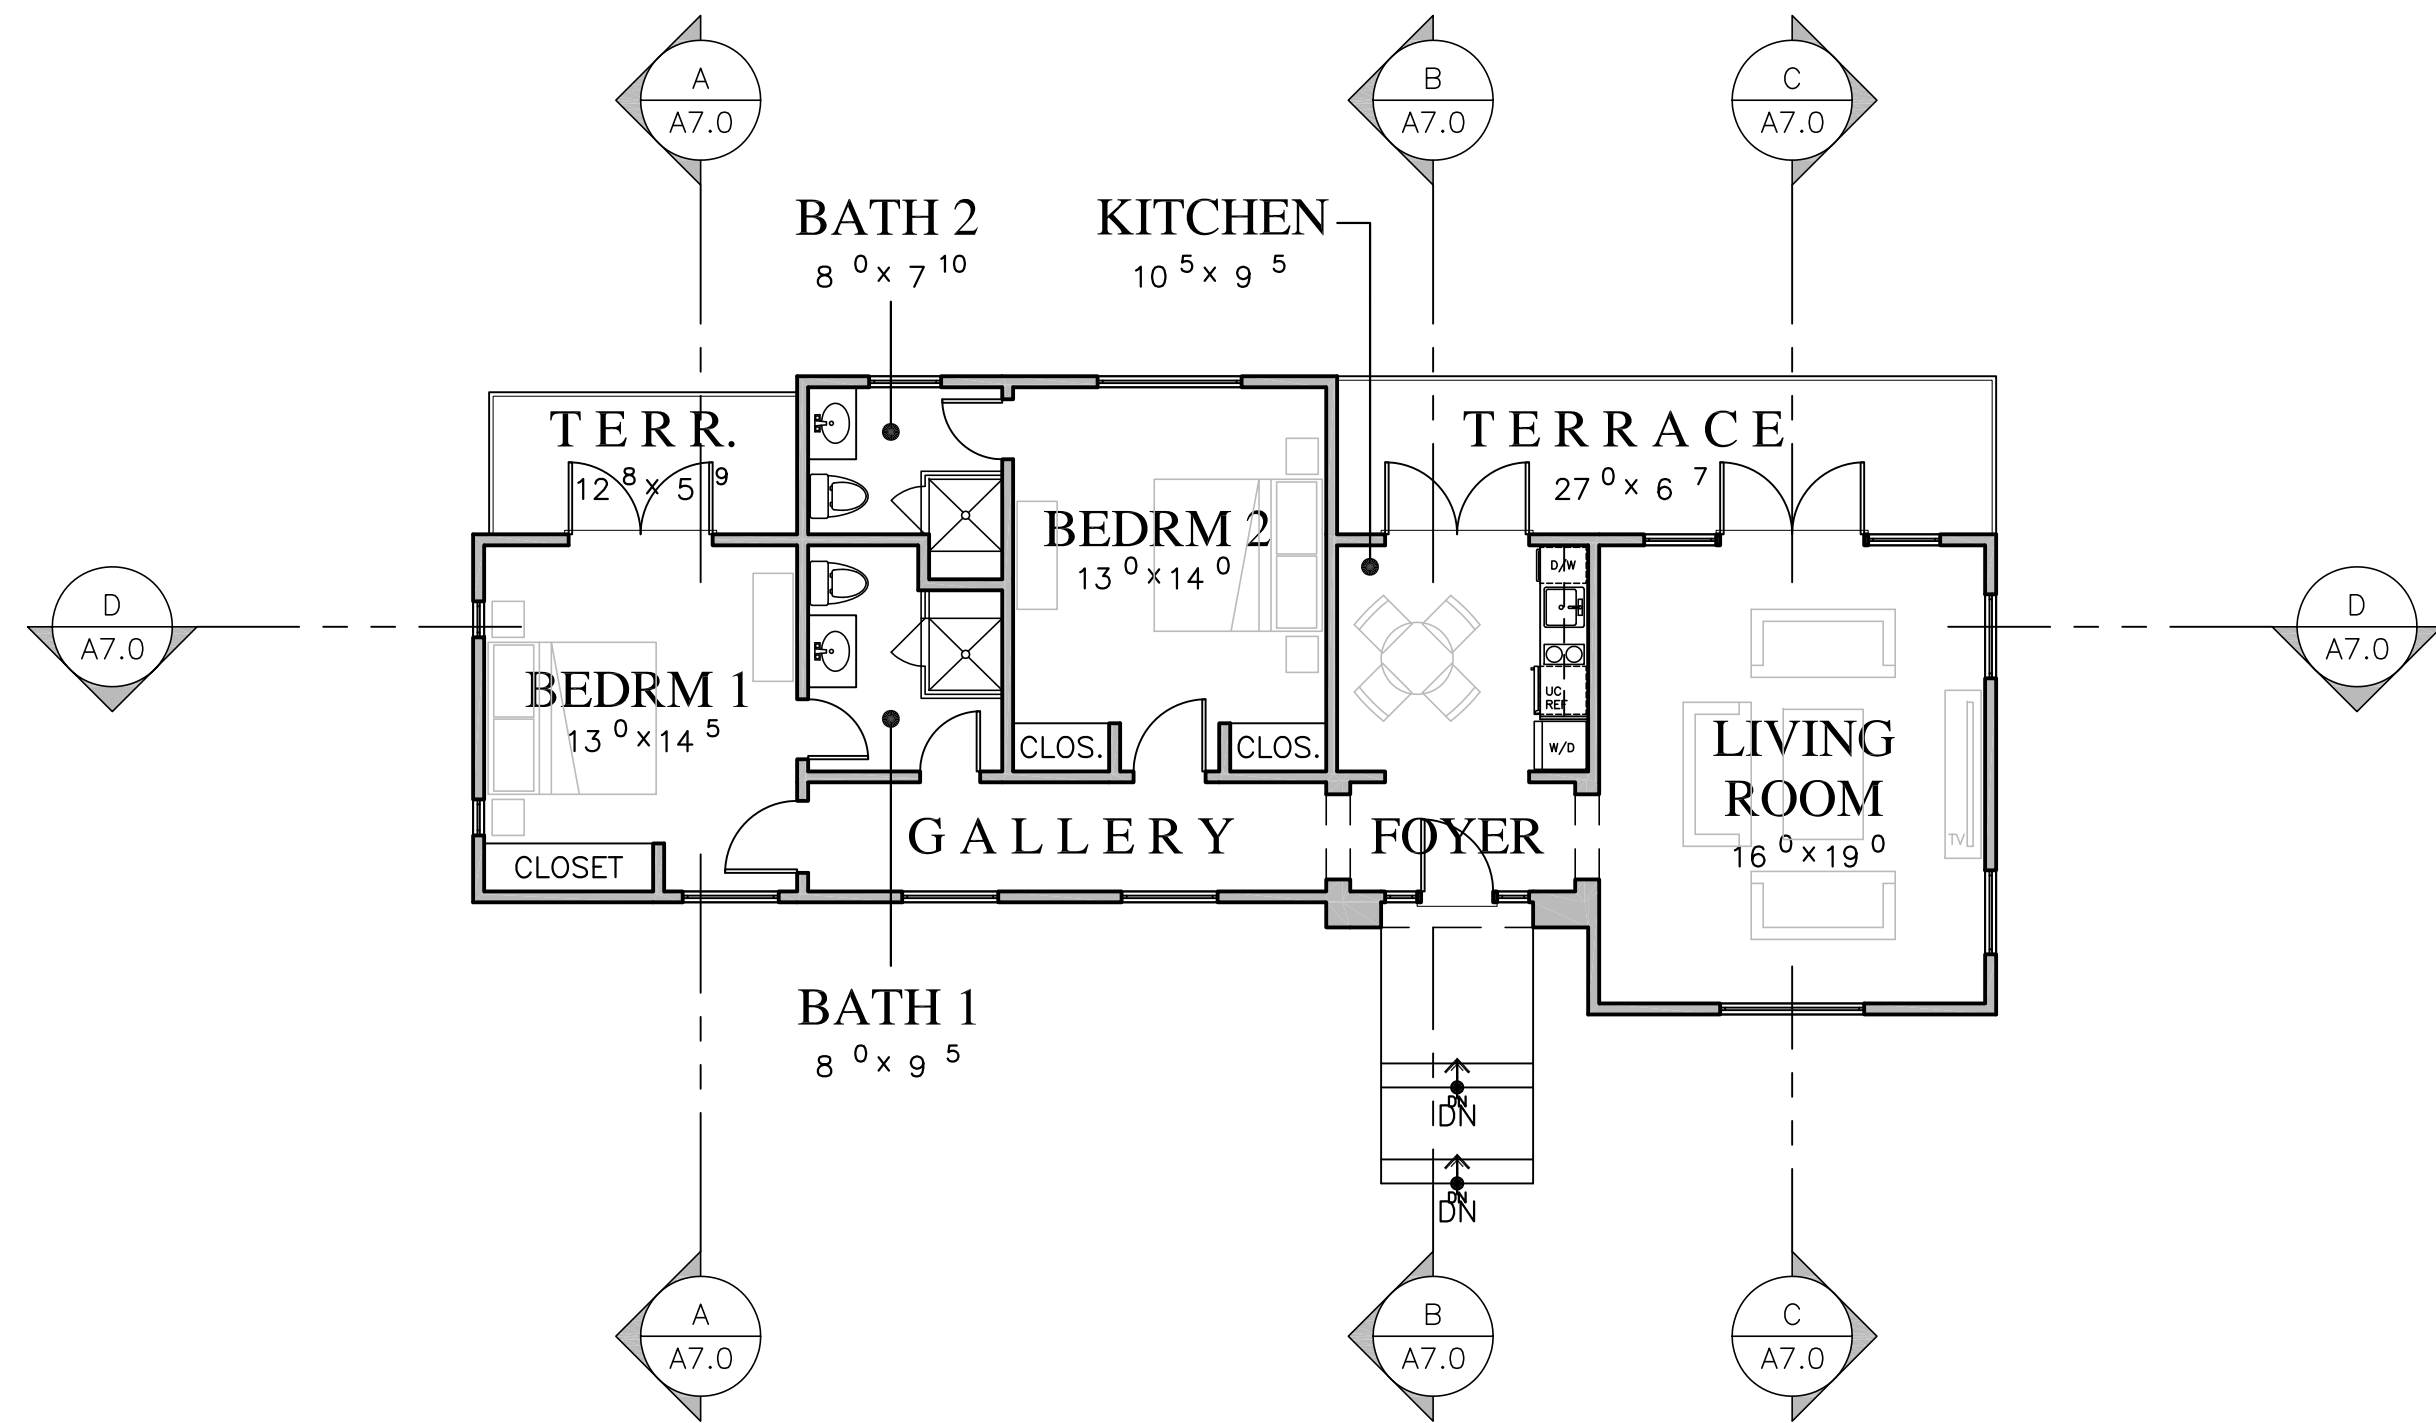 A
A7.0
B
A7.0
C
A7.0
BATH 2
8 0 x 7 10
KITCHEN
10 5 x 9 5
TERR.
12 8 x 5 9
TERRACE
27 0 x 6 7
BEDRM 2
13 0 x 14 0
D/W
D
A7.0
D
A7.0
BEDRM 1
13 0 x 14 5
UC
REF
W/D
CLOS.
CLOS.
LIVING
ROOM
16 0 x 19 0
TV
GALLERY
FOYER
CLOSET
BATH 1
8 0 x 9 5
DN
DN
DN
DN
A
A7.0
B
A7.0
C
A7.0